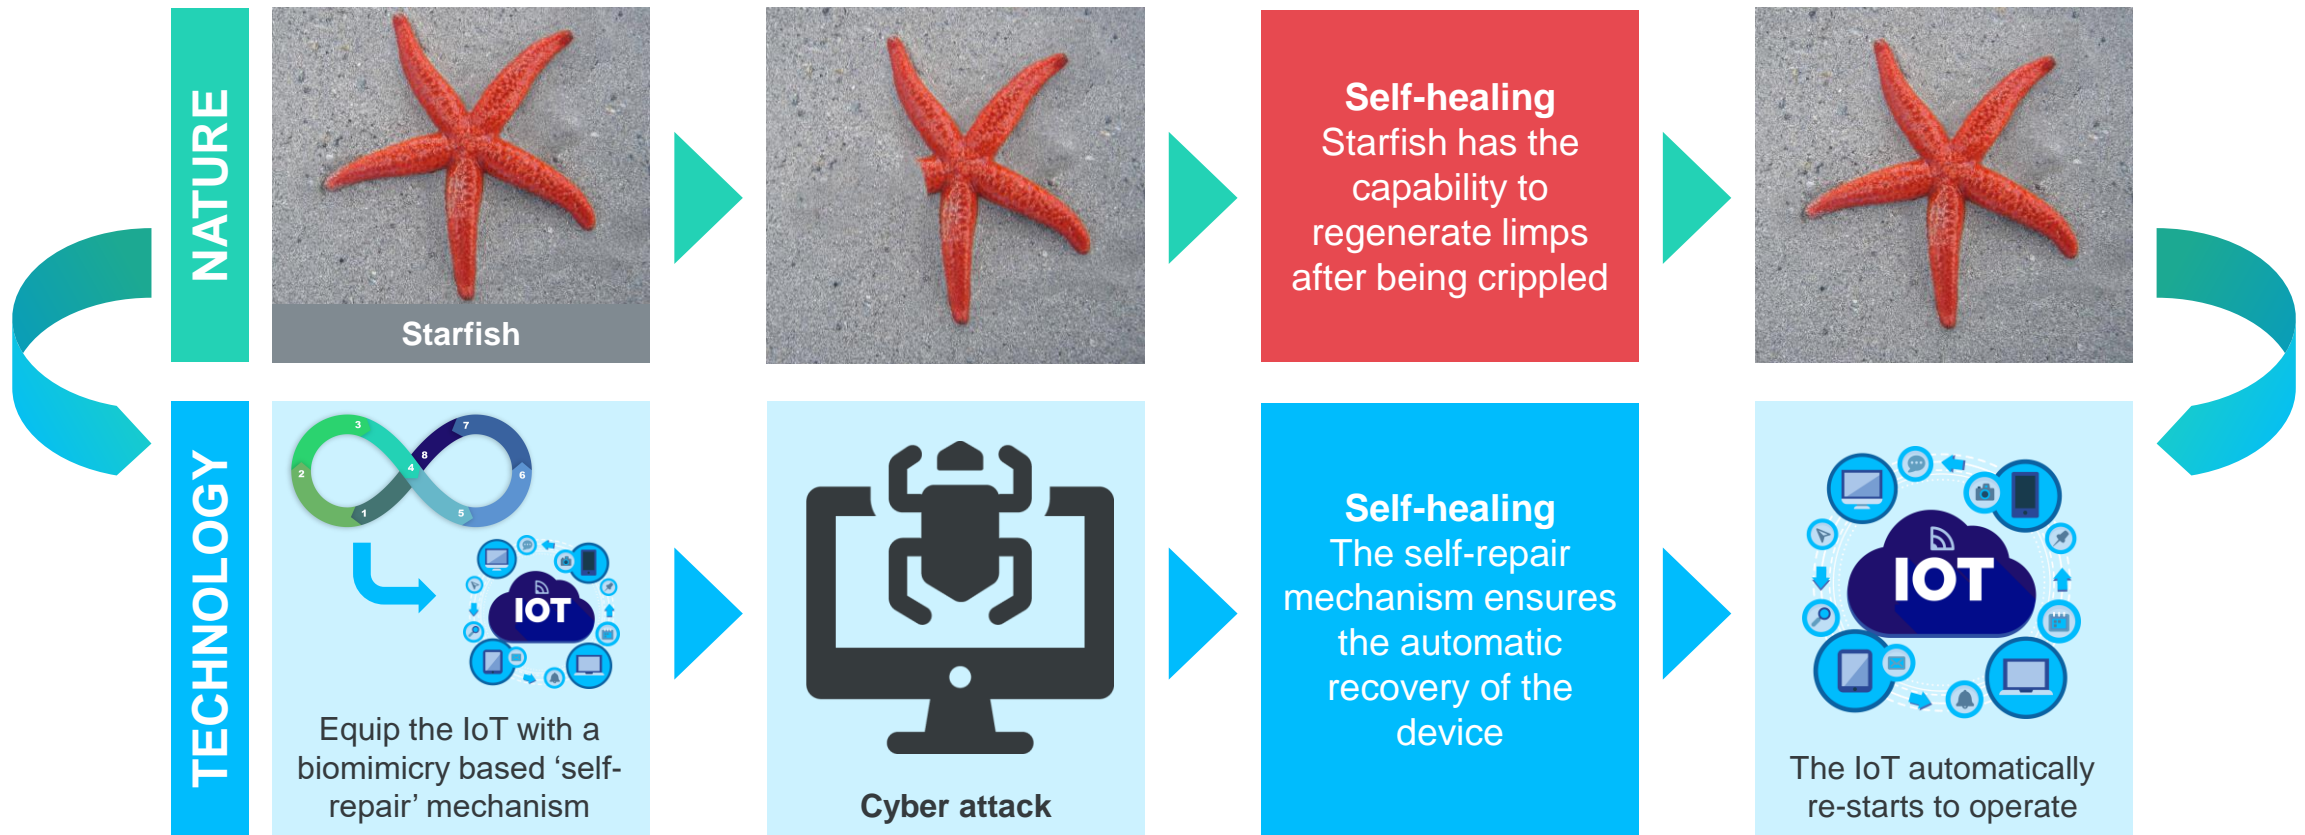 NATURE
Starfish
Self-healing
Starfish has the
capability to
regenerate limps
after being crippled
TECHNOLOGY
3
7
8
2
4
6
1
5
IOT
Equip the IoT with a
biomimicry based ‘self-
repair’ mechanism
Cyber attack
Self-healing
The self-repair
mechanism ensures
the automatic
recovery of the
device
IOT
The IoT automatically
re-starts to operate